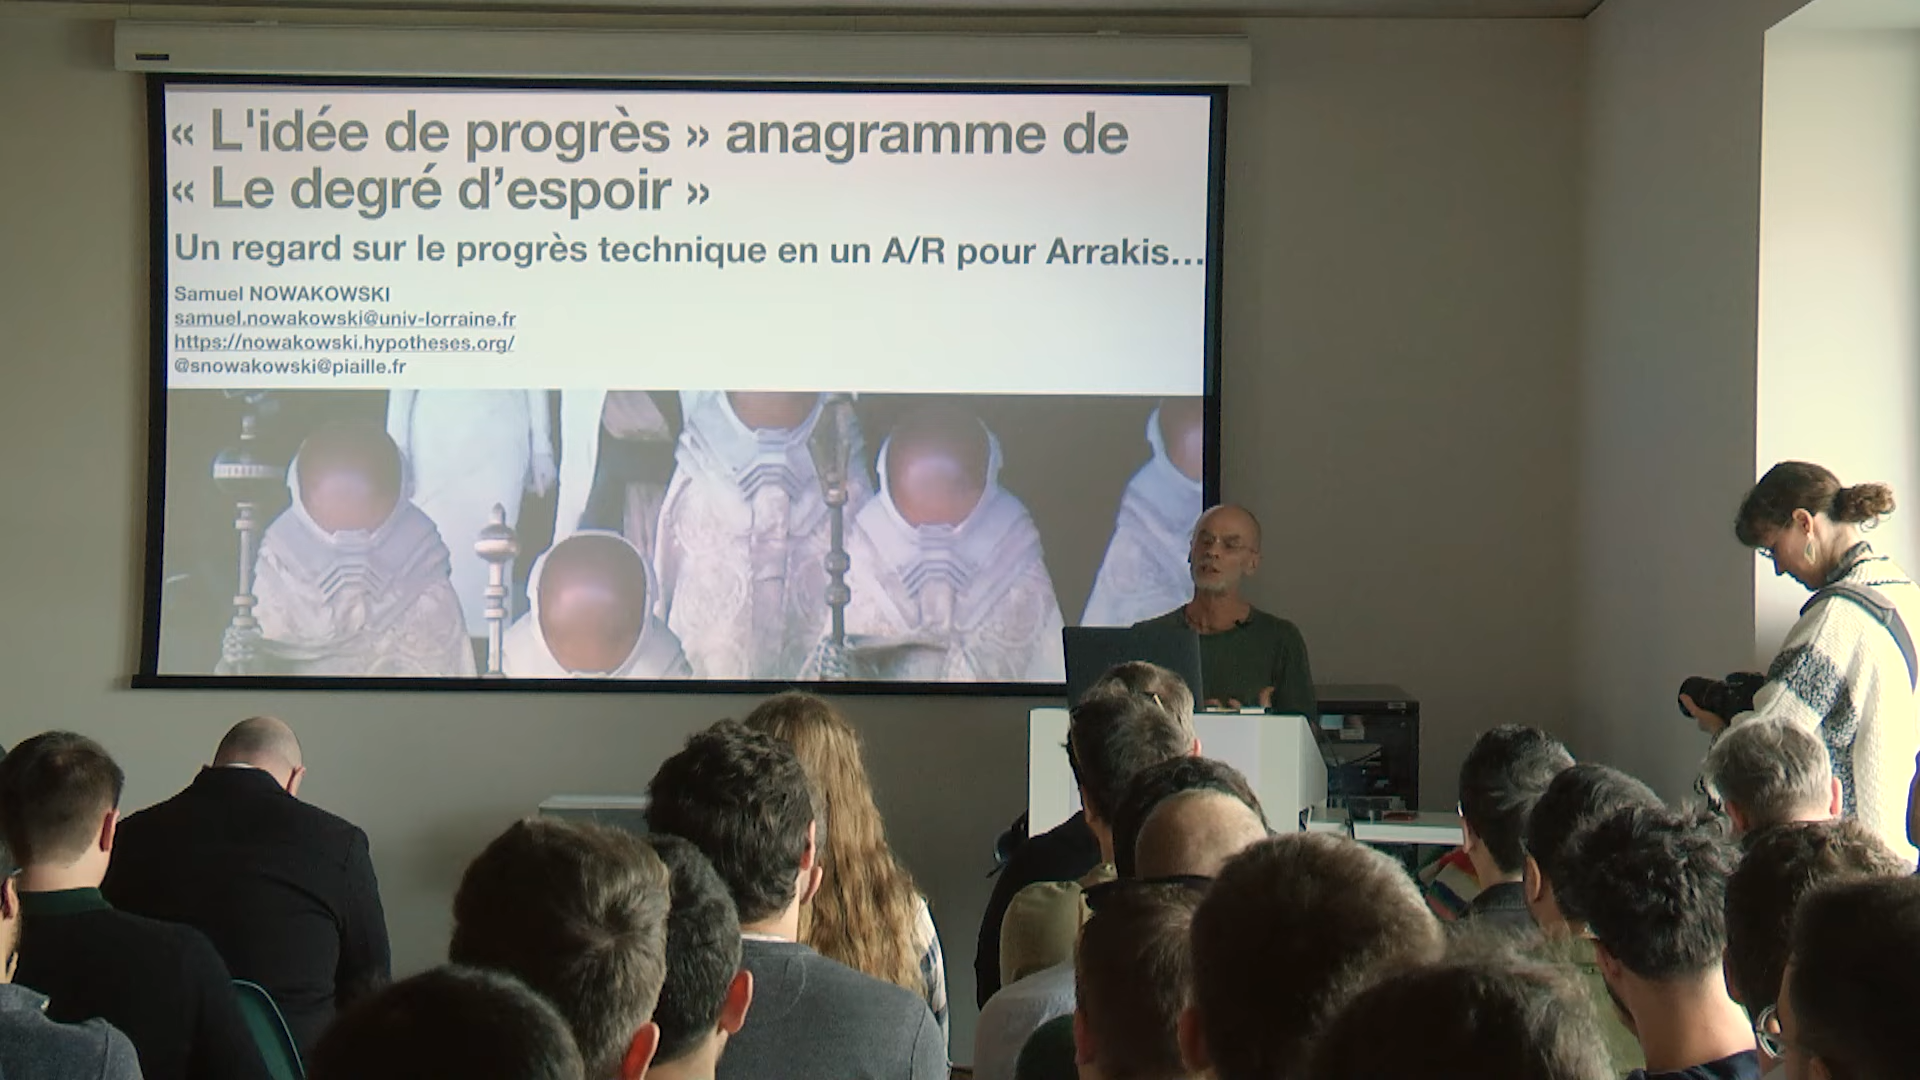 « L'idée de progrès » anagramme de
« Le degré d’espoir »
Un regard sur le progrès technique en un A/R pour Arrakis…
Samuel NOWAKOWSKI
samuel.nowakowski@univ-lorraine.fr
https://nowakowski.hypotheses.org/
@snowakowski@piaille.fr